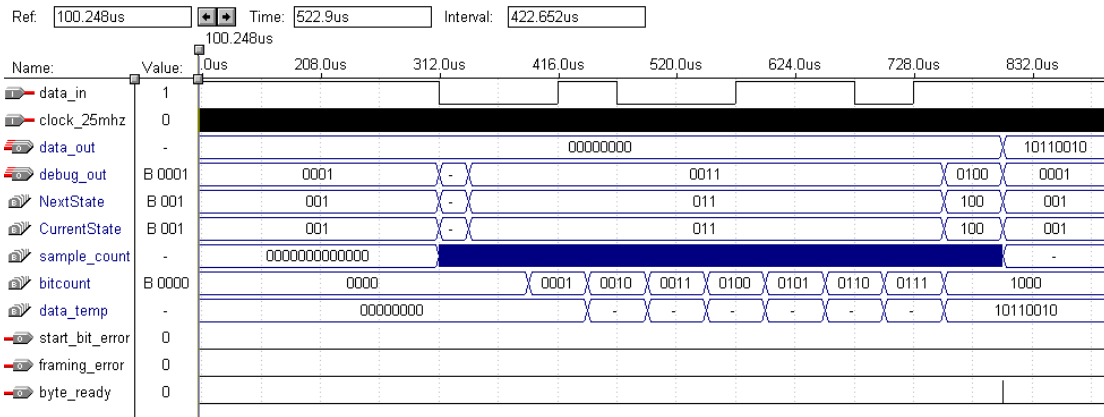 Ref: 100.248us Time: 522.9us Interval: 422.652us
100.248us
Name: Value: .0us 208.0us 312.0us 416.0us 520.0us 624.0us 728.0us 832.0us
data_in 1
clock_25mhz 0
data_out - 00000000 10110010
debug_out B 0001 0001 - 0011 0100 0001
NextState B 001 001 - 011 100 001
CurrentState B 001 001 - 011 100 001
sample_count - 0000000000000 -
bitcount B 0000 0000 0001 0010 0011 0100 0101 0110 0111 1000
data_temp - 00000000 - - - - - - 10110010
start_bit_error 0
framing_error 0
byte_ready 0